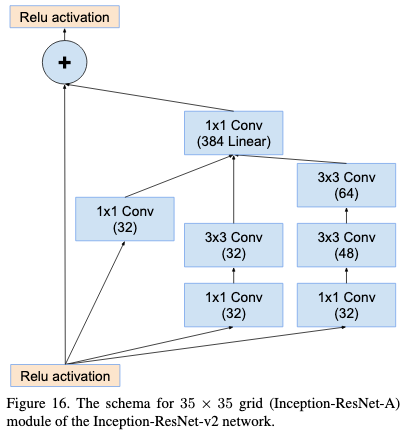 Relu activation
+
1x1 Conv
(384 Linear)
3x3 Conv
(64)
1x1 Conv
(32)
3x3 Conv
(32)
3x3 Conv
(48)
1x1 Conv
(32)
1x1 Conv
(32)
Relu activation
Figure 16. The schema for 35 × 35 grid (Inception-ResNet-A)
module of the Inception-ResNet-v2 network.